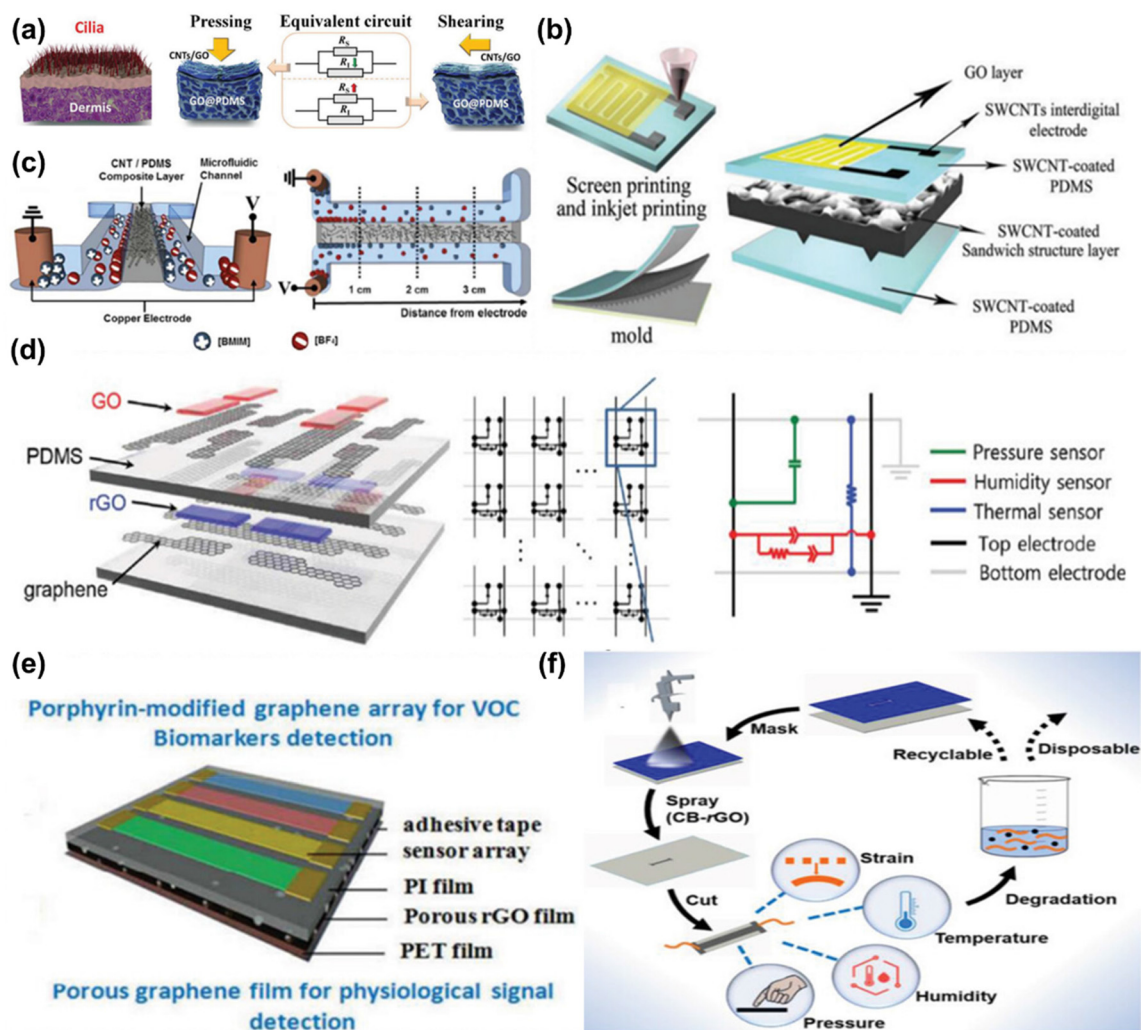 (a)
Cilia
Dermis
Pressing
CNTs/GO
GO@PDMS
Equivalent circuit
RS
RI
RS
RI
Shearing
CNTs/GO
GO@PDMS
(b)
Screen printing
and inkjet printing
mold
GO layer
SWCNTs interdigital
electrode
SWCNT-coated
PDMS
SWCNT-coated
Sandwich structure layer
SWCNT-coated
PDMS
(c)
CNT / PDMS
Composite Layer
Microfluidic
Channel
V
Copper Electrode
V
1 cm
2 cm
3 cm
Distance from electrode
[BMIM]
[BF4]
(d)
GO
PDMS
rGO
graphene
Pressure sensor
Humidity sensor
Thermal sensor
Top electrode
Bottom electrode
(e)
Porphyrin-modified graphene array for VOC
Biomarkers detection
adhesive tape
sensor array
PI film
Porous rGO film
PET film
Porous graphene film for physiological signal
detection
(f)
Mask
Recyclable
Disposable
Spray
(CB-rGO)
Cut
Strain
Temperature
Degradation
Humidity
Pressure